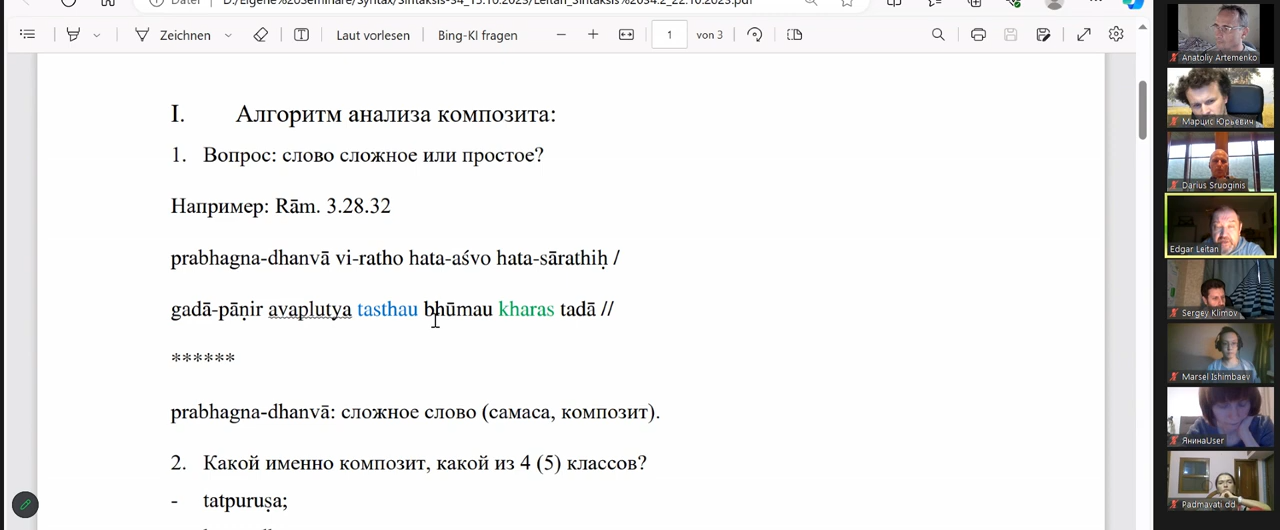 Datei
D:/Eigene%20Seminare/Syntax/Sintaksis-34_15.10.2023/Leitan_Sintaksis%2034.2_22.10.2023.pdf
Zeichnen
Laut vorlesen
Bing-KI fragen
1
von 3
I. Алгоритм анализа композита:
1. Вопрос: слово сложное или простое?
Например: Rām. 3.28.32
prabhagna-dhanvā vi-ratho hata-aśvo hata-sārathiḥ /
gadā-pāṇir avaplutya tasthau bhūmau kharas tadā //
******
prabhagna-dhanvā: сложное слово (самаса, композит).
2. Какой именно композит, какой из 4 (5) классов?
- tatpuruṣa;
Anatoliy Artemenko
Марцис Юрьевич
Darius Sruoginis
Edgar Leitan
Sergey Klimov
Marsel Ishimbaev
ЯнинаUser
Padmavati dd